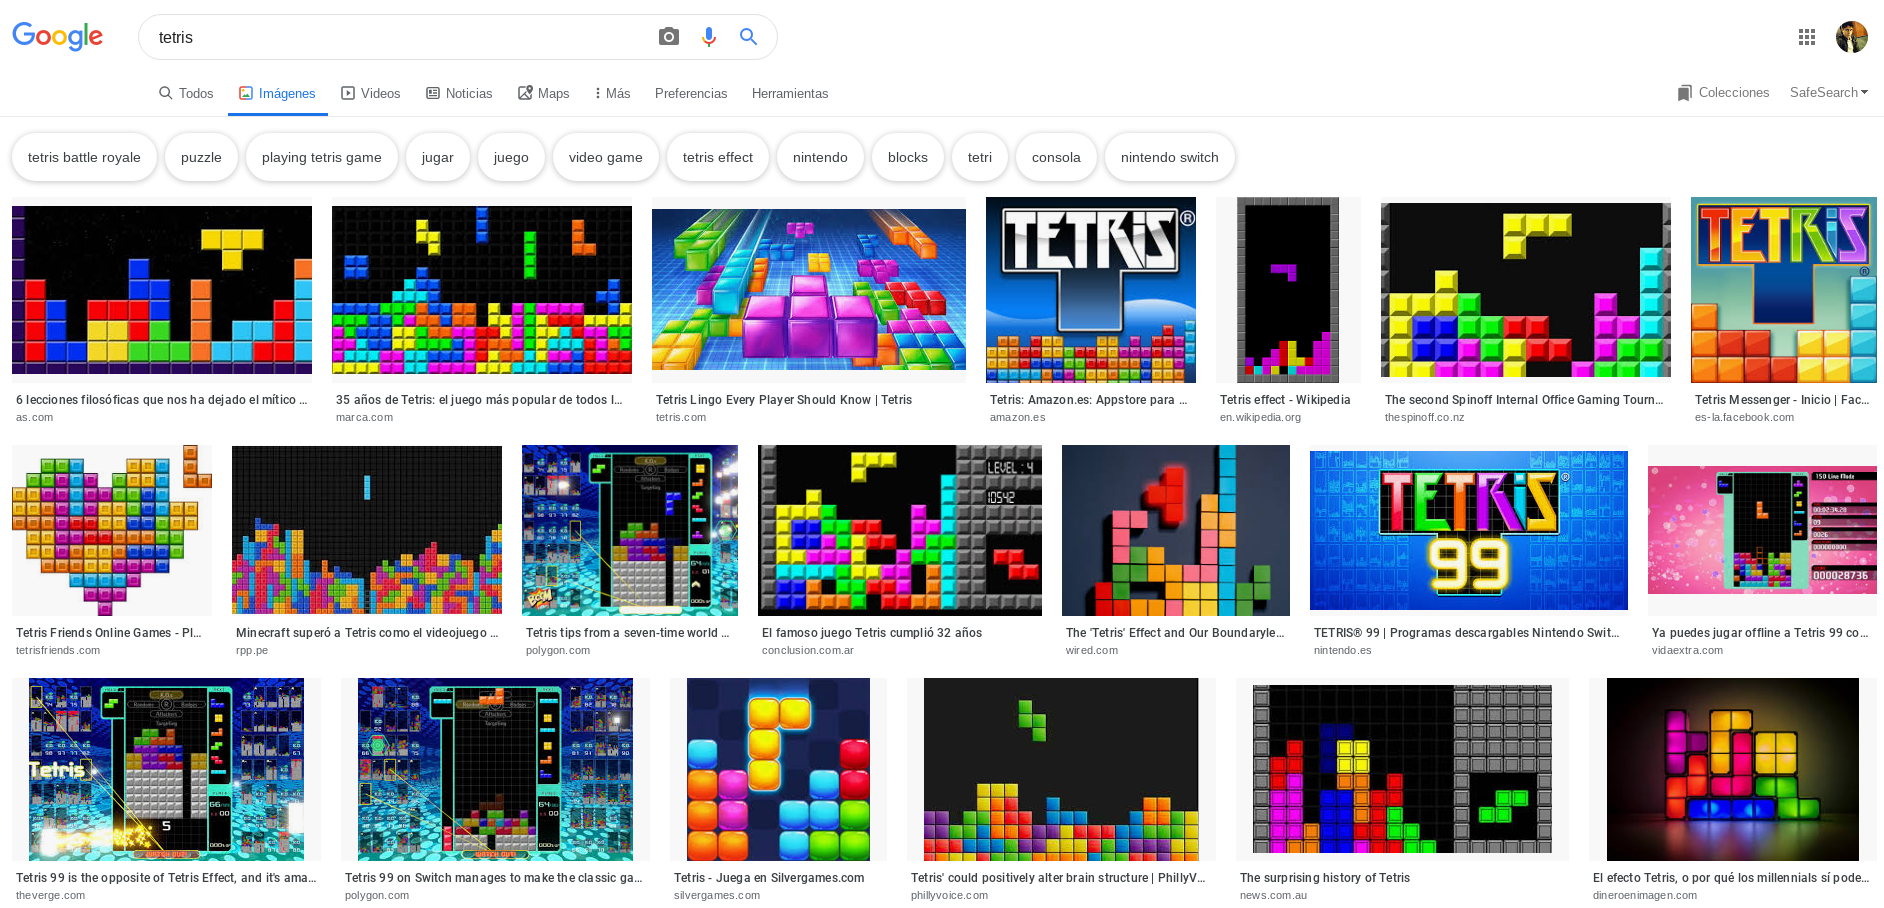 Google
tetris
Todos
Imágenes
Videos
Noticias
Maps
Más
Preferencias
Herramientas
Colecciones
SafeSearch
tetris battle royale
puzzle
playing tetris game
jugar
juego
video game
tetris effect
nintendo
blocks
tetri
consola
nintendo switch
TETRIS®
TETRIS®
6 lecciones filosóficas que nos ha dejado el mítico ...
as.com
35 años de Tetris: el juego más popular de todos l...
marca.com
Tetris Lingo Every Player Should Know | Tetris
tetris.com
Tetris: Amazon.es: Appstore para ...
amazon.es
Tetris effect - Wikipedia
en.wikipedia.org
The second Spinoff Internal Office Gaming Tourn...
thespinoff.co.nz
Tetris Messenger - Inicio | Fac...
es-la.facebook.com
LEVEL: 4
10542
TETRIS®
99
150 Line Mode
000028736
Tetris Friends Online Games - Pl...
tetrisfriends.com
Minecraft superó a Tetris como el videojuego ...
rpp.pe
Tetris tips from a seven-time world ...
polygon.com
El famoso juego Tetris cumplió 32 años
conclusion.com.ar
The 'Tetris' Effect and Our Boundaryle...
wired.com
TETRIS® 99 | Programas descargables Nintendo Swit...
nintendo.es
Ya puedes jugar offline a Tetris 99 co...
vidaextra.com
Tetris
5
Tetris 99 is the opposite of Tetris Effect, and it's ama...
theverge.com
Tetris 99 on Switch manages to make the classic ga...
polygon.com
Tetris - Juega en Silvergames.com
silvergames.com
Tetris' could positively alter brain structure | PhillyV...
phillyvoice.com
The surprising history of Tetris
news.com.au
El efecto Tetris, o por qué los millennials sí pode...
dineroenimagen.com